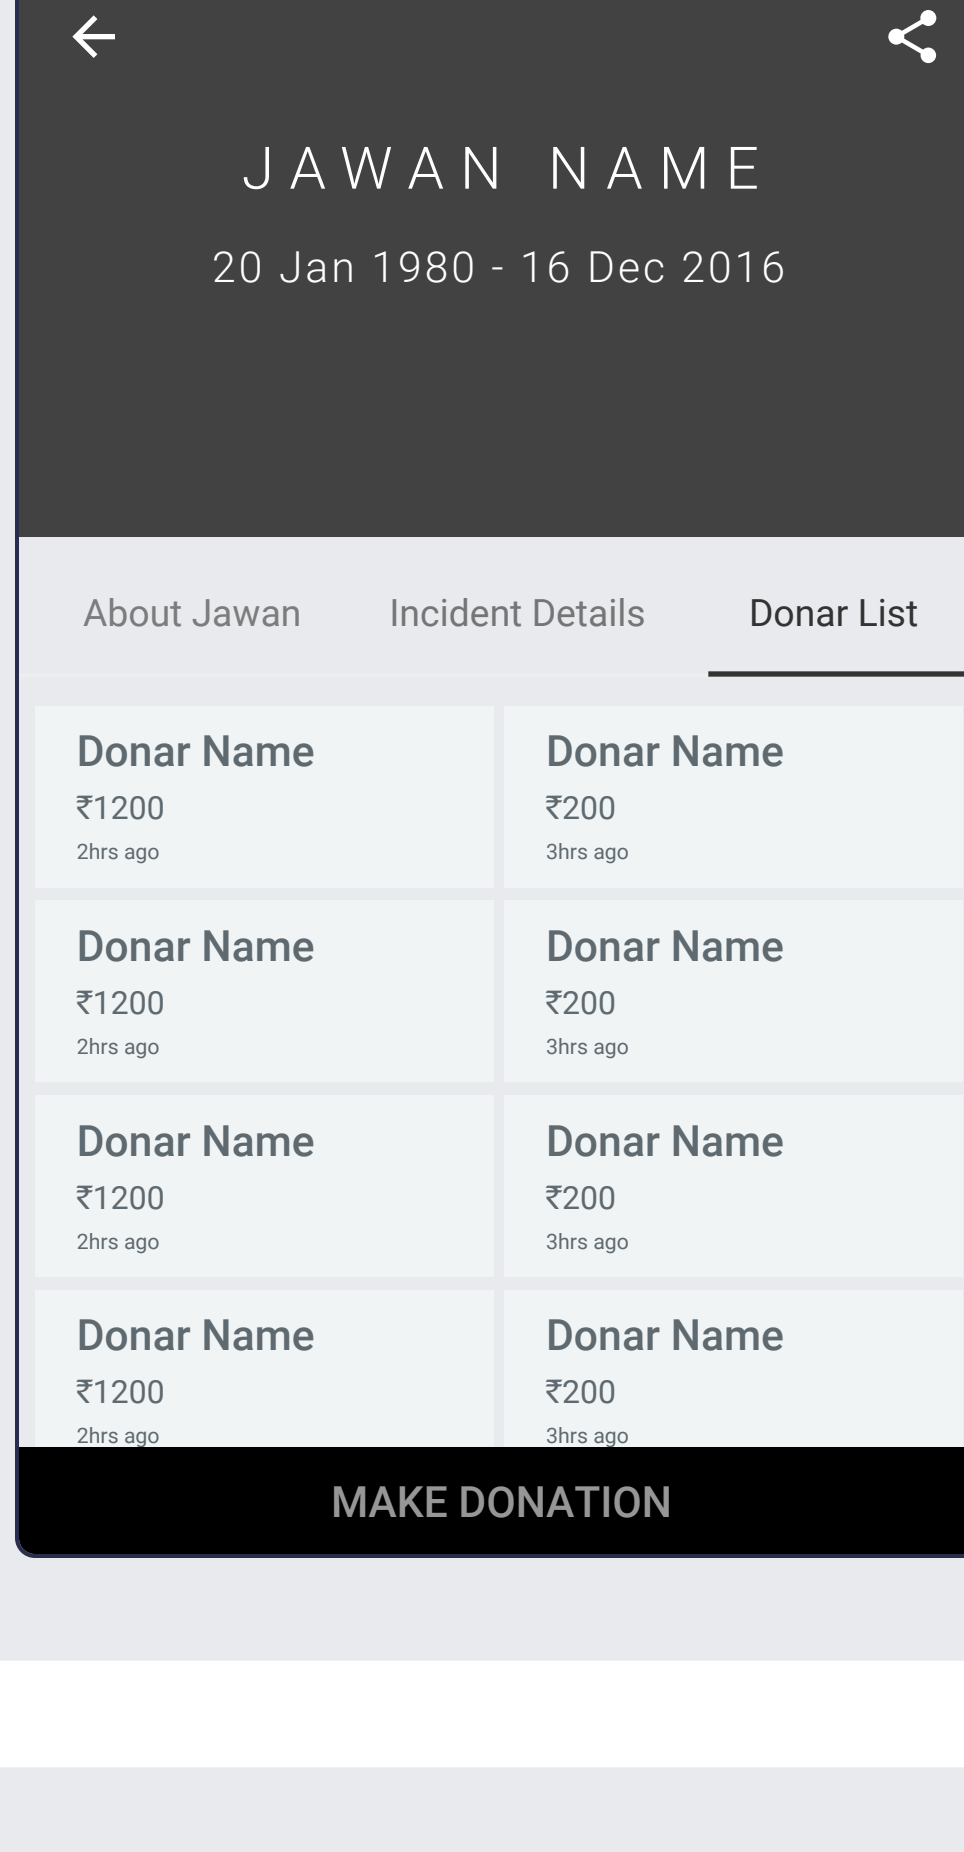 JAWAN NAME
20 Jan 1980 - 16 Dec 2016
About Jawan Incident Details Donar List
Donar Name Donar Name
₹1200 ₹200
2hrs ago 3hrs ago
Donar Name Donar Name
₹1200 ₹200
2hrs ago 3hrs ago
Donar Name Donar Name
₹1200 ₹200
2hrs ago 3hrs ago
Donar Name Donar Name
₹1200 ₹200
2hrs ago 3hrs ago
MAKE DONATION